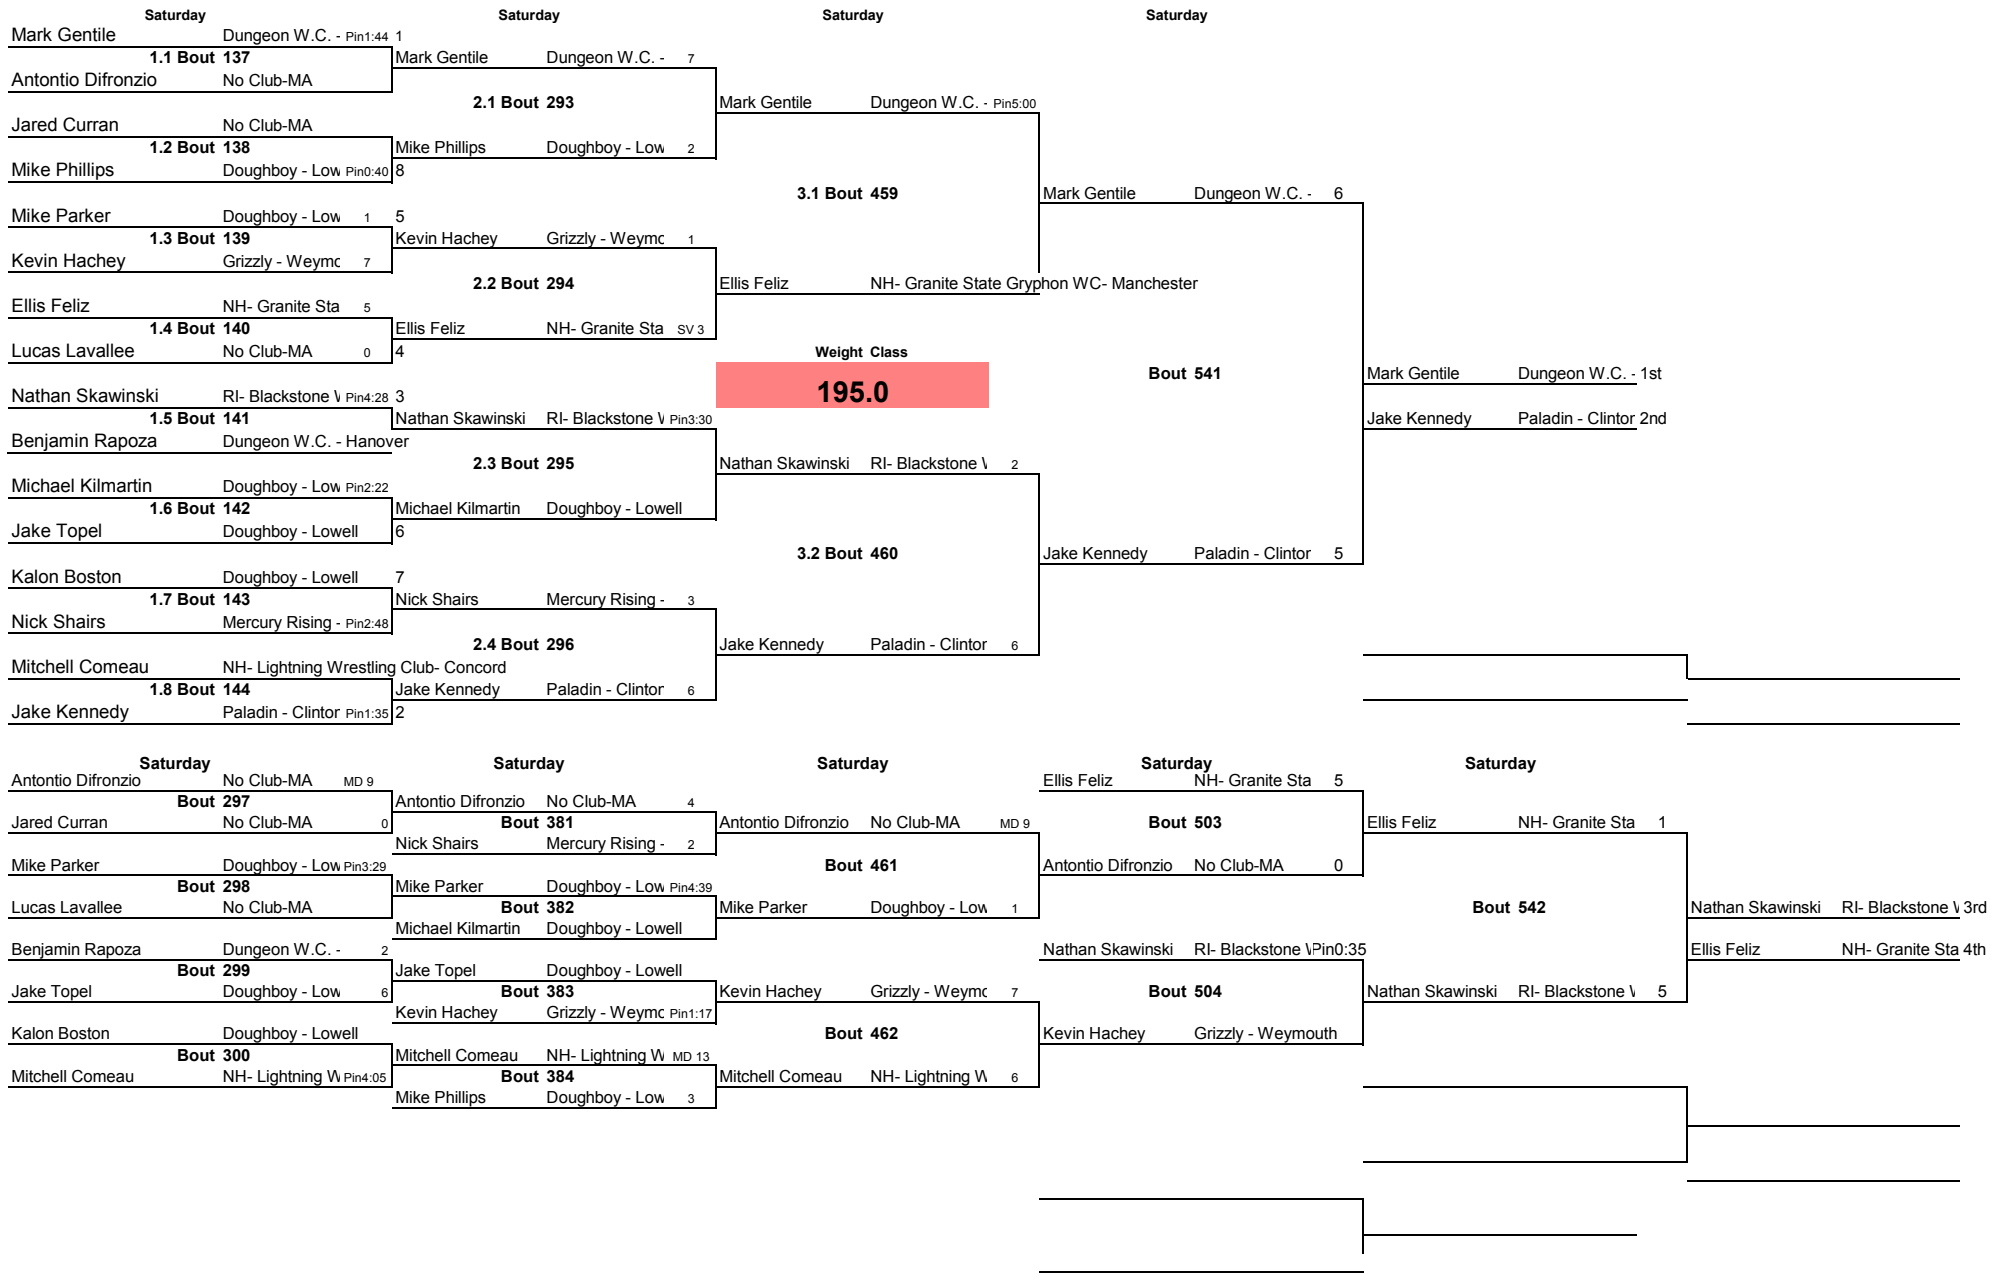 Saturday Saturday Saturday Saturday
Mark Gentile Dungeon W.C. - Pin1:44 1
1.1 Bout 137 Mark Gentile Dungeon W.C. - 7
Antontio Difronzio No Club-MA
2.1 Bout 293 Mark Gentile Dungeon W.C. - Pin5:00
Jared Curran No Club-MA
1.2 Bout 138 Mike Phillips Doughboy - Low 2
Mike Phillips Doughboy - Low Pin0:40 8
3.1 Bout 459 Mark Gentile Dungeon W.C. - 6
Mike Parker Doughboy - Low 1 5
1.3 Bout 139 Kevin Hachey Grizzly - Weymc 1
Kevin Hachey Grizzly - Weymc 7
2.2 Bout 294 Ellis Feliz NH- Granite State Gryphon WC- Manchester
Ellis Feliz NH- Granite Sta 5
1.4 Bout 140 Ellis Feliz NH- Granite Sta SV 3
Lucas Lavallee No Club-MA 0 4 Weight Class
Bout 541 Mark Gentile Dungeon W.C. - 1st
195.0
Nathan Skawinski RI- Blackstone V Pin4:28 3
1.5 Bout 141 Nathan Skawinski RI- Blackstone V Pin3:30 Jake Kennedy Paladin - Clintor 2nd
Benjamin Rapoza Dungeon W.C. - Hanover
2.3 Bout 295 Nathan Skawinski RI- Blackstone V 2
Michael Kilmartin Doughboy - Low Pin2:22
1.6 Bout 142 Michael Kilmartin Doughboy - Lowell
Jake Topel Doughboy - Lowell 6
3.2 Bout 460 Jake Kennedy Paladin - Clintor 5
Kalon Boston Doughboy - Lowell 7
1.7 Bout 143 Nick Shairs Mercury Rising - 3
Nick Shairs Mercury Rising - Pin2:48
2.4 Bout 296 Jake Kennedy Paladin - Clintor 6
Mitchell Comeau NH- Lightning Wrestling Club- Concord
1.8 Bout 144 Jake Kennedy Paladin - Clintor 6
Jake Kennedy Paladin - Clintor Pin1:35 2
Saturday Saturday Saturday Saturday Saturday
Antontio Difronzio No Club-MA MD 9 Ellis Feliz NH- Granite Sta 5
Bout 297 Antontio Difronzio No Club-MA 4
Jared Curran No Club-MA 0 Bout 381 Antontio Difronzio No Club-MA MD 9 Bout 503 Ellis Feliz NH- Granite Sta 1
Nick Shairs Mercury Rising - 2
Mike Parker Doughboy - Low Pin3:29 Bout 461 Antontio Difronzio No Club-MA 0
Bout 298 Mike Parker Doughboy - Low Pin4:39
Lucas Lavallee No Club-MA Bout 382 Mike Parker Doughboy - Low 1 Bout 542 Nathan Skawinski RI- Blackstone V 3rd
Michael Kilmartin Doughboy - Lowell
Benjamin Rapoza Dungeon W.C. - 2 Nathan Skawinski RI- Blackstone V Pin0:35 Ellis Feliz NH- Granite Sta 4th
Bout 299 Jake Topel Doughboy - Lowell
Jake Topel Doughboy - Low 6 Bout 383 Kevin Hachey Grizzly - Weymc 7 Bout 504 Nathan Skawinski RI- Blackstone V 5
Kevin Hachey Grizzly - Weymc Pin1:17
Kalon Boston Doughboy - Lowell Bout 462 Kevin Hachey Grizzly - Weymouth
Bout 300 Mitchell Comeau NH- Lightning W MD 13
Mitchell Comeau NH- Lightning W Pin4:05 Bout 384 Mitchell Comeau NH- Lightning W 6
Mike Phillips Doughboy - Low 3